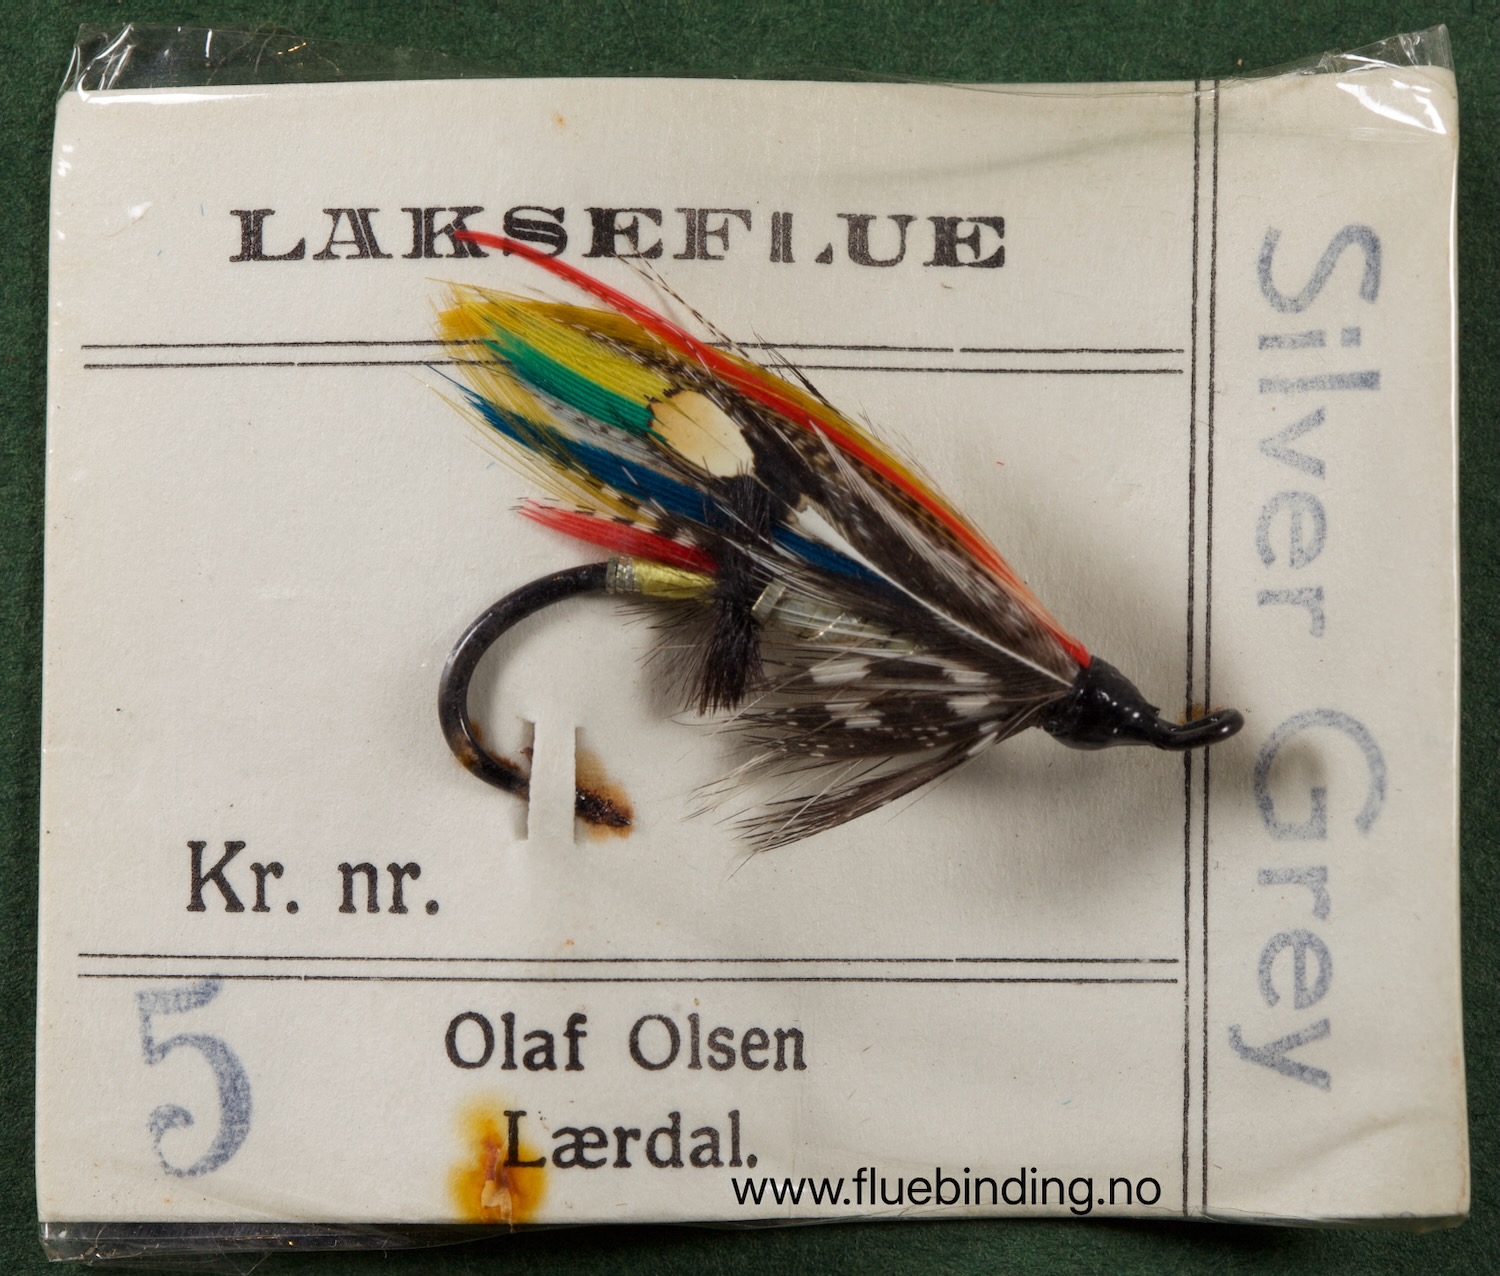 LAKSEFLUE
Silver Grey
Kr. nr.
5
Olaf Olsen
Lærdal.
www.fluebinding.no